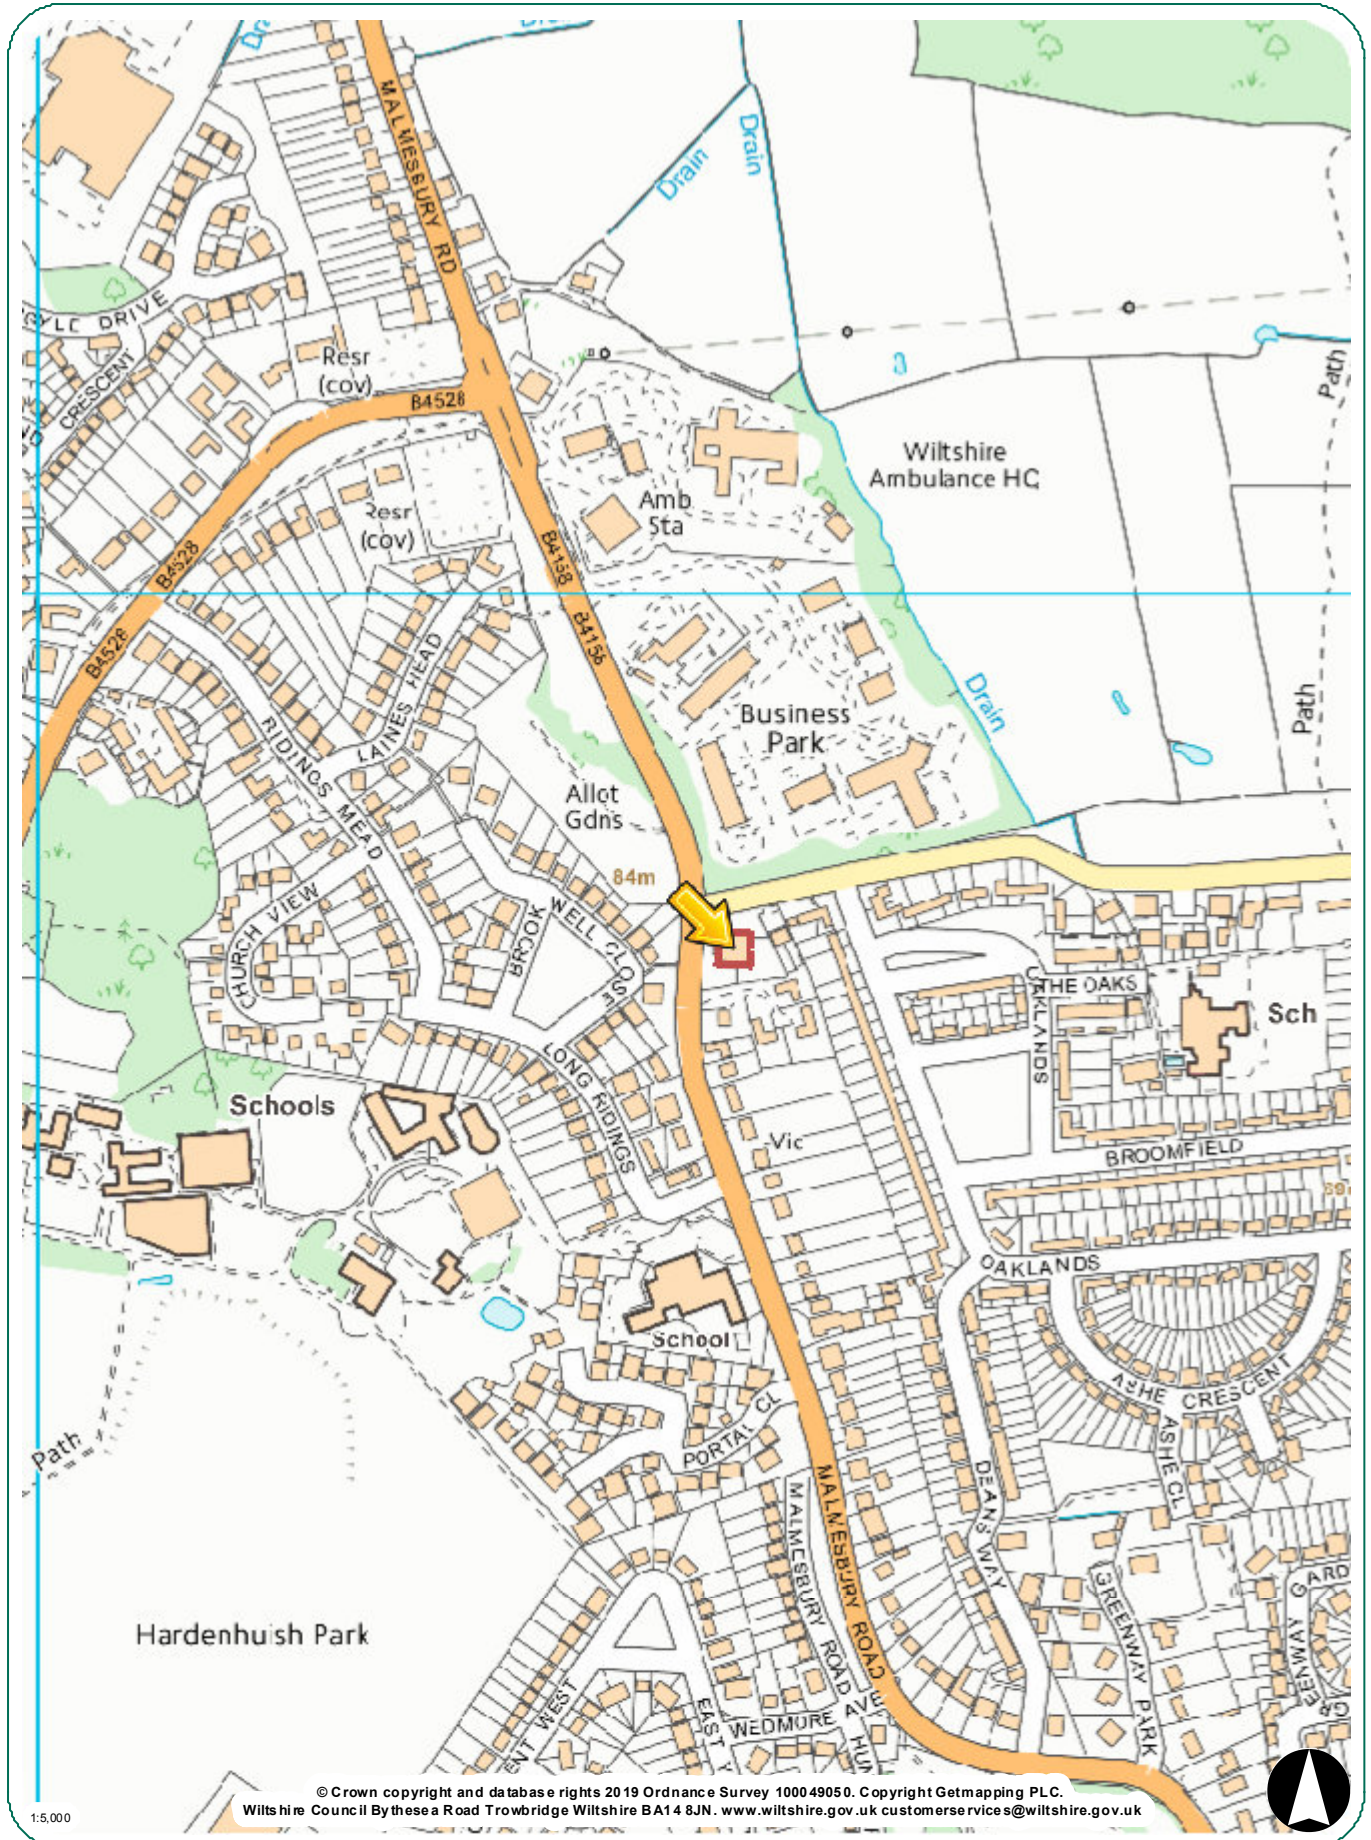 Drain
MALMESBURY RD
Drain
Drain
DRIVE
CRESCENT
Resr
(cov)
B4528
Path
Wiltshire
Ambulance HQ
Amb
Sta
Resr
(cov)
B4528
B4158
B4158
B4528
LAINES HEAD
RIDINGS MEAD
Drain
Path
Business
Park
Allot
Gdns
84m
CHURCH VIEW
BROOK
WELL CLOSE
THE OAKS
OAKLANDS
Sch
LONG RIDINGS
Schools
Vic
BROOMFIELD
OAKLANDS
School
ASHE CRESCENT
ASHE CL
PORTAL CL
Path
MALMESBURY ROAD
MALMESBURY ROAD
DEANS WAY
GREENWAY PARK
Hardenhuish Park
WEST
EAST
WEDMORE AVE
© Crown copyright and database rights 2019 Ordnance Survey 100049050. Copyright Getmapping PLC.
Wiltshire Council Bythesea Road Trowbridge Wiltshire BA14 8JN. www.wiltshire.gov.uk customerservices@wiltshire.gov.uk
1:5,000